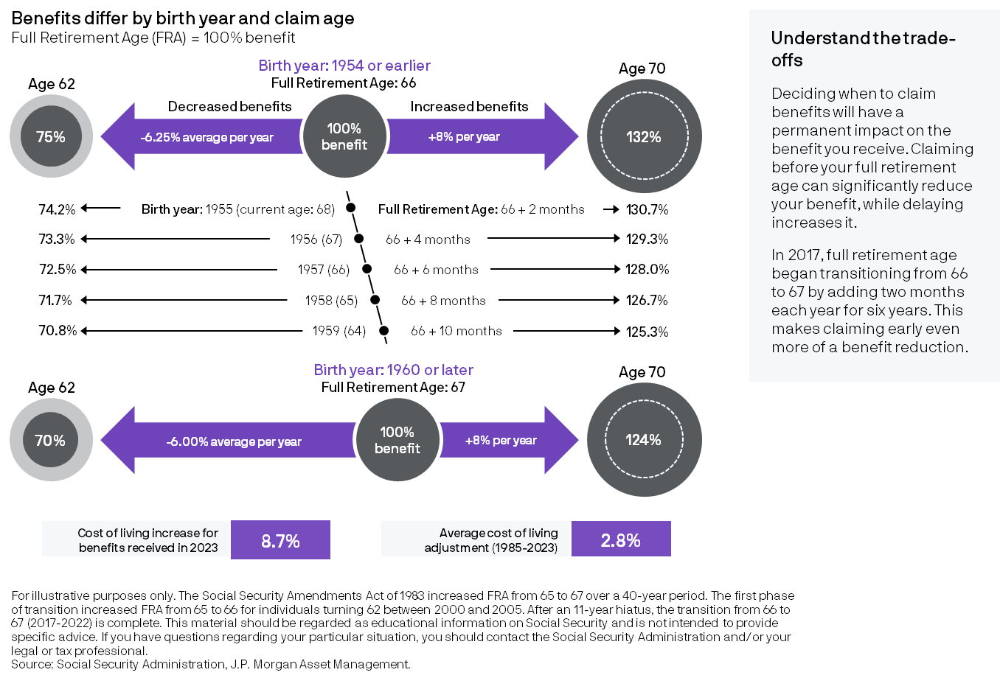 Benefits differ by birth year and claim age
Full Retirement Age (FRA) = 100% benefit
Birth year: 1954 or earlier
Full Retirement Age: 66
Age 62
Age 70
Decreased benefits
Increased benefits
75%
-6.25% average per year
100%
benefit
+8% per year
132%
74.2% Birth year: 1955 (current age: 68) Full Retirement Age: 66 + 2 months 130.7%
73.3% 1956 (67) 66 + 4 months 129.3%
72.5% 1957 (66) 66 + 6 months 128.0%
71.7% 1958 (65) 66 + 8 months 126.7%
70.8% 1959 (64) 66 + 10 months 125.3%
Birth year: 1960 or later
Full Retirement Age: 67
Age 62
Age 70
70%
-6.00% average per year
100%
benefit
+8% per year
124%
Cost of living increase for
benefits received in 2023
8.7%
Average cost of living
adjustment (1985-2023)
2.8%
Understand the trade-
offs
Deciding when to claim
benefits will have a
permanent impact on the
benefit you receive. Claiming
before your full retirement
age can significantly reduce
your benefit, while delaying
increases it.
In 2017, full retirement age
began transitioning from 66
to 67 by adding two months
each year for six years. This
makes claiming early even
more of a benefit reduction.
For illustrative purposes only. The Social Security Amendments Act of 1983 increased FRA from 65 to 67 over a 40-year period. The first phase
of transition increased FRA from 65 to 66 for individuals turning 62 between 2000 and 2005. After an 11-year hiatus, the transition from 66 to
67 (2017-2022) is complete. This material should be regarded as educational information on Social Security and is not intended to provide
specific advice. If you have questions regarding your particular situation, you should contact the Social Security Administration and/or your
legal or tax professional.
Source: Social Security Administration, J.P. Morgan Asset Management.